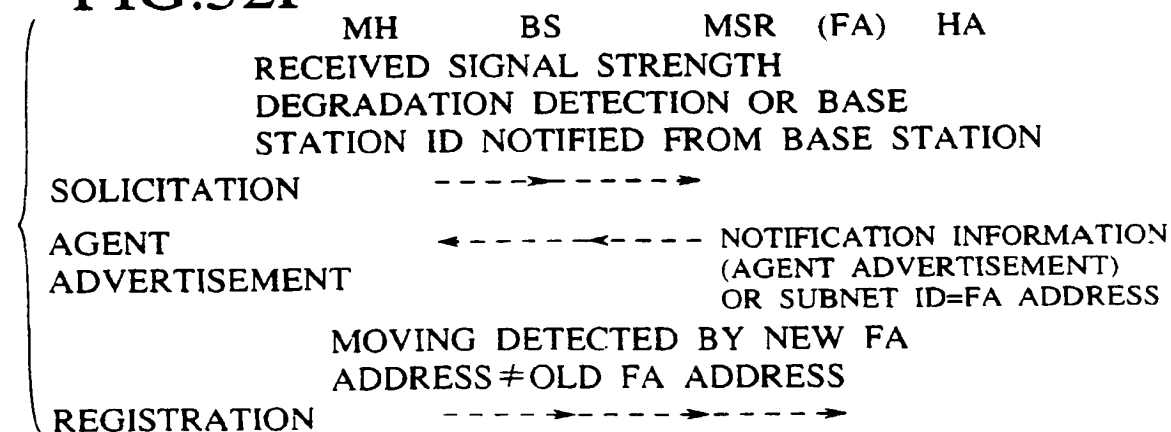 FIG.52F
MH BS MSR (FA) HA
RECEIVED SIGNAL STRENGTH
DEGRADATION DETECTION OR BASE
STATION ID NOTIFIED FROM BASE STATION
SOLICITATION
AGENT
ADVERTISEMENT
NOTIFICATION INFORMATION
(AGENT ADVERTISEMENT)
OR SUBNET ID=FA ADDRESS
MOVING DETECTED BY NEW FA
ADDRESS≠OLD FA ADDRESS
REGISTRATION